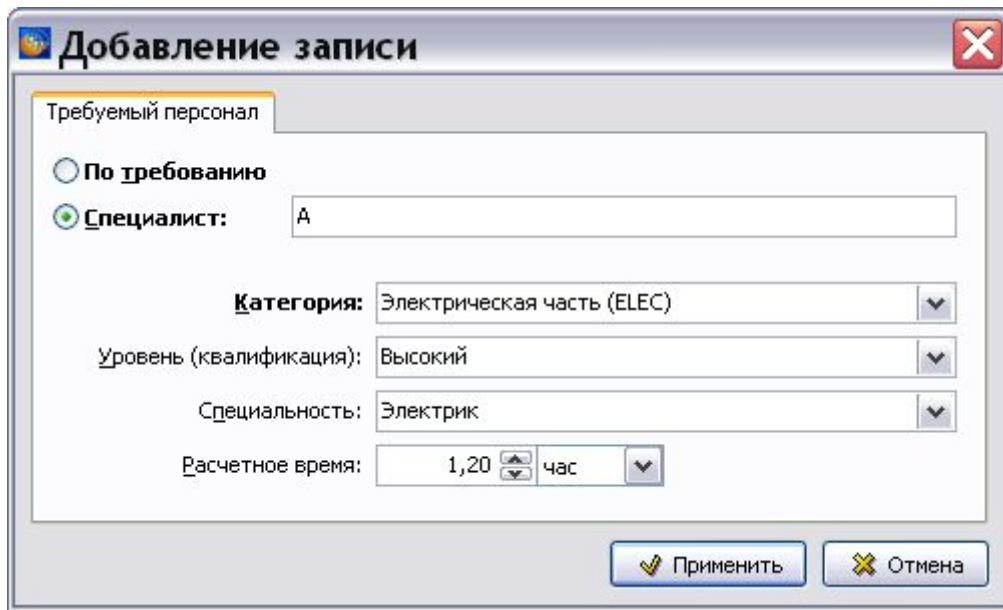 Добавление записи
Требуемый персонал
По требованию
Специалист: A
Категория: Электрическая часть (ELEC)
Уровень (квалификация): Высокий
Специальность: Электрик
Расчетное время: 1,20 час
Применить Отмена